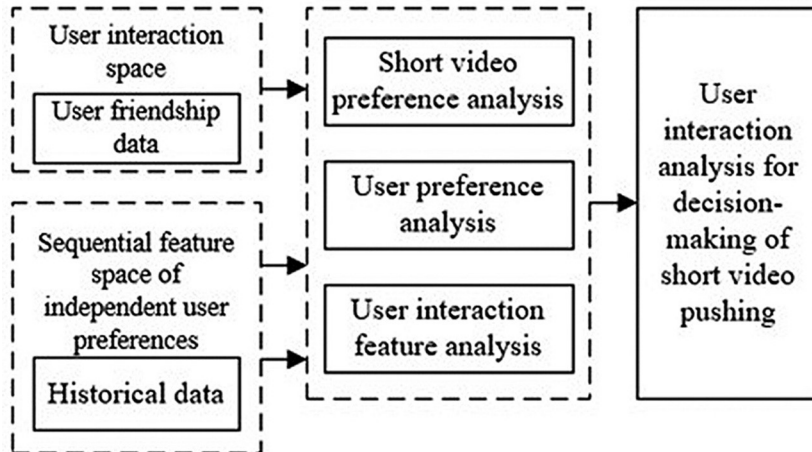 User interaction
space
User friendship
data
Sequential feature
space of
independent user
preferences
Historical data
Short video
preference analysis
User preference
analysis
User interaction
feature analysis
User
interaction
analysis for
decision-
making of
short video
pushing